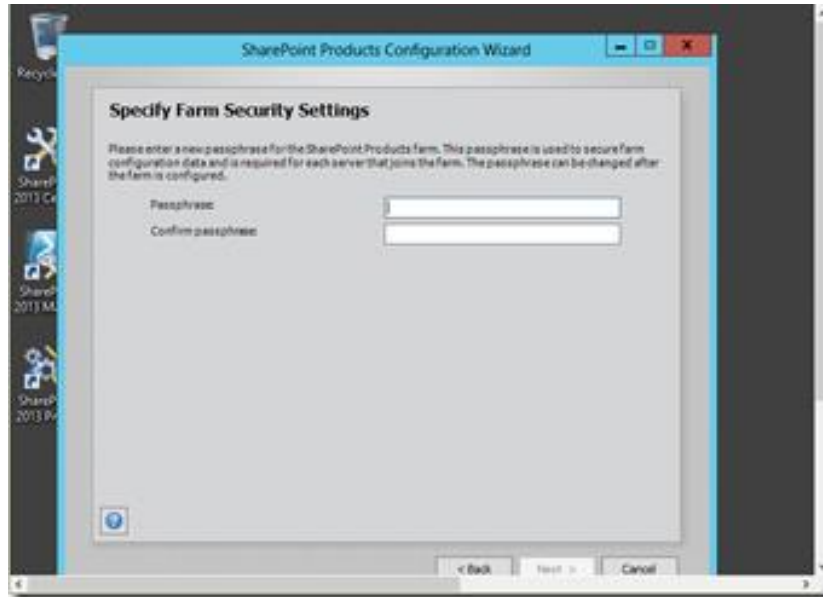 SharePoint Products Configuration Wizard
Recycle
Specify Farm Security Settings
Please enter a new passphrase for the SharePoint Products farm. This passphrase is used to secure farm
configuration data and is required for each server that joins the farm. The passphrase can be changed after
the farm is configured.
Passphrase:
Confirm passphrase:
ShareP
2013 Ce
ShareP
2013 M
ShareP
2013 Pr
< Back
Next >
Cancel